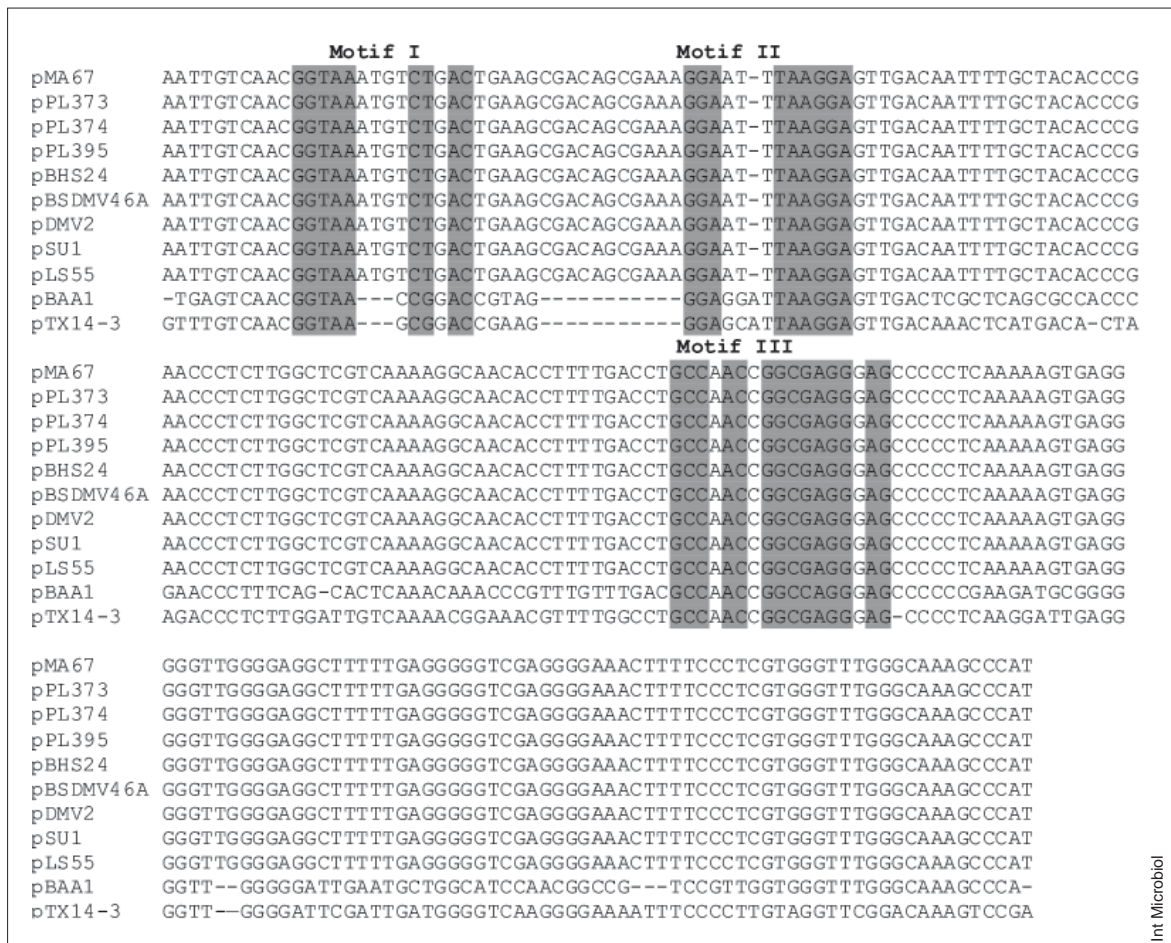 Motif I Motif II
pMA67 AATTGTCAACGGTAAATGTCTGACTGAAGCGACAGCGAAAGGAAT-TTAAGGAGTTGACAATTTTGCTACACCCG
pPL373 AATTGTCAACGGTAAATGTCTGACTGAAGCGACAGCGAAAGGAAT-TTAAGGAGTTGACAATTTTGCTACACCCG
pPL374 AATTGTCAACGGTAAATGTCTGACTGAAGCGACAGCGAAAGGAAT-TTAAGGAGTTGACAATTTTGCTACACCCG
pPL395 AATTGTCAACGGTAAATGTCTGACTGAAGCGACAGCGAAAGGAAT-TTAAGGAGTTGACAATTTTGCTACACCCG
pBHS24 AATTGTCAACGGTAAATGTCTGACTGAAGCGACAGCGAAAGGAAT-TTAAGGAGTTGACAATTTTGCTACACCCG
pBSDMV46A AATTGTCAACGGTAAATGTCTGACTGAAGCGACAGCGAAAGGAAT-TTAAGGAGTTGACAATTTTGCTACACCCG
pDMV2 AATTGTCAACGGTAAATGTCTGACTGAAGCGACAGCGAAAGGAAT-TTAAGGAGTTGACAATTTTGCTACACCCG
pSU1 AATTGTCAACGGTAAATGTCTGACTGAAGCGACAGCGAAAGGAAT-TTAAGGAGTTGACAATTTTGCTACACCCG
pLS55 AATTGTCAACGGTAAATGTCTGACTGAAGCGACAGCGAAAGGAAT-TTAAGGAGTTGACAATTTTGCTACACCCG
pBAA1 -TGAGTCAACGGTAA---CCGGACCGTAG-----------GGAGGATTAAGGAGTTGACTCGCTCAGCGCCACCC
pTX14-3 GTTTGTCAACGGTAA---GCGGACCGAAG-----------GGAGCATTAAGGAGTTGACAAACTCATGACA-CTA
Motif III
pMA67 AACCCTCTTGGCTCGTCAAAAGGCAACACCTTTTGACCTGCCAACCGGCGAGGGAGCCCCCTCAAAAAGTGAGG
pPL373 AACCCTCTTGGCTCGTCAAAAGGCAACACCTTTTGACCTGCCAACCGGCGAGGGAGCCCCCTCAAAAAGTGAGG
pPL374 AACCCTCTTGGCTCGTCAAAAGGCAACACCTTTTGACCTGCCAACCGGCGAGGGAGCCCCCTCAAAAAGTGAGG
pPL395 AACCCTCTTGGCTCGTCAAAAGGCAACACCTTTTGACCTGCCAACCGGCGAGGGAGCCCCCTCAAAAAGTGAGG
pBHS24 AACCCTCTTGGCTCGTCAAAAGGCAACACCTTTTGACCTGCCAACCGGCGAGGGAGCCCCCTCAAAAAGTGAGG
pBSDMV46A AACCCTCTTGGCTCGTCAAAAGGCAACACCTTTTGACCTGCCAACCGGCGAGGGAGCCCCCTCAAAAAGTGAGG
pDMV2 AACCCTCTTGGCTCGTCAAAAGGCAACACCTTTTGACCTGCCAACCGGCGAGGGAGCCCCCTCAAAAAGTGAGG
pSU1 AACCCTCTTGGCTCGTCAAAAGGCAACACCTTTTGACCTGCCAACCGGCGAGGGAGCCCCCTCAAAAAGTGAGG
pLS55 AACCCTCTTGGCTCGTCAAAAGGCAACACCTTTTGACCTGCCAACCGGCGAGGGAGCCCCCTCAAAAAGTGAGG
pBAA1 GAACCCTTTCAG-CACTCAAACAAACCCGTTTGTTTGACGCCAACCGGCCAGGGAGCCCCCCGAAGATGCGGGG
pTX14-3 AGACCCTCTTGGATTGTCAAAACGGAAACGTTTTGGCCTGCCAACCGGCGAGGGAG-CCCCTCAAGGATTGAGG
pMA67 GGGTTGGGGAGGCTTTTTGAGGGGGTCGAGGGGAAACTTTTCCCTCGTGGGTTTGGGCAAAGCCCAT
pPL373 GGGTTGGGGAGGCTTTTTGAGGGGGTCGAGGGGAAACTTTTCCCTCGTGGGTTTGGGCAAAGCCCAT
pPL374 GGGTTGGGGAGGCTTTTTGAGGGGGTCGAGGGGAAACTTTTCCCTCGTGGGTTTGGGCAAAGCCCAT
pPL395 GGGTTGGGGAGGCTTTTTGAGGGGGTCGAGGGGAAACTTTTCCCTCGTGGGTTTGGGCAAAGCCCAT
pBHS24 GGGTTGGGGAGGCTTTTTGAGGGGGTCGAGGGGAAACTTTTCCCTCGTGGGTTTGGGCAAAGCCCAT
pBSDMV46A GGGTTGGGGAGGCTTTTTGAGGGGGTCGAGGGGAAACTTTTCCCTCGTGGGTTTGGGCAAAGCCCAT
pDMV2 GGGTTGGGGAGGCTTTTTGAGGGGGTCGAGGGGAAACTTTTCCCTCGTGGGTTTGGGCAAAGCCCAT
pSU1 GGGTTGGGGAGGCTTTTTGAGGGGGTCGAGGGGAAACTTTTCCCTCGTGGGTTTGGGCAAAGCCCAT
pLS55 GGGTTGGGGAGGCTTTTTGAGGGGGTCGAGGGGAAACTTTTCCCTCGTGGGTTTGGGCAAAGCCCAT
pBAA1 GGTT--GGGGGATTGAATGCTGGCATCCAACGGCCG---TCCGTTGGTGGGTTTGGGCAAAGCCCA-
pTX14-3 GGTT--GGGGATTCGATTGATGGGGTCAAGGGGAAAATTTCCCCTTGTAGGTTCGGACAAAGTCCGA
Int Microbiol